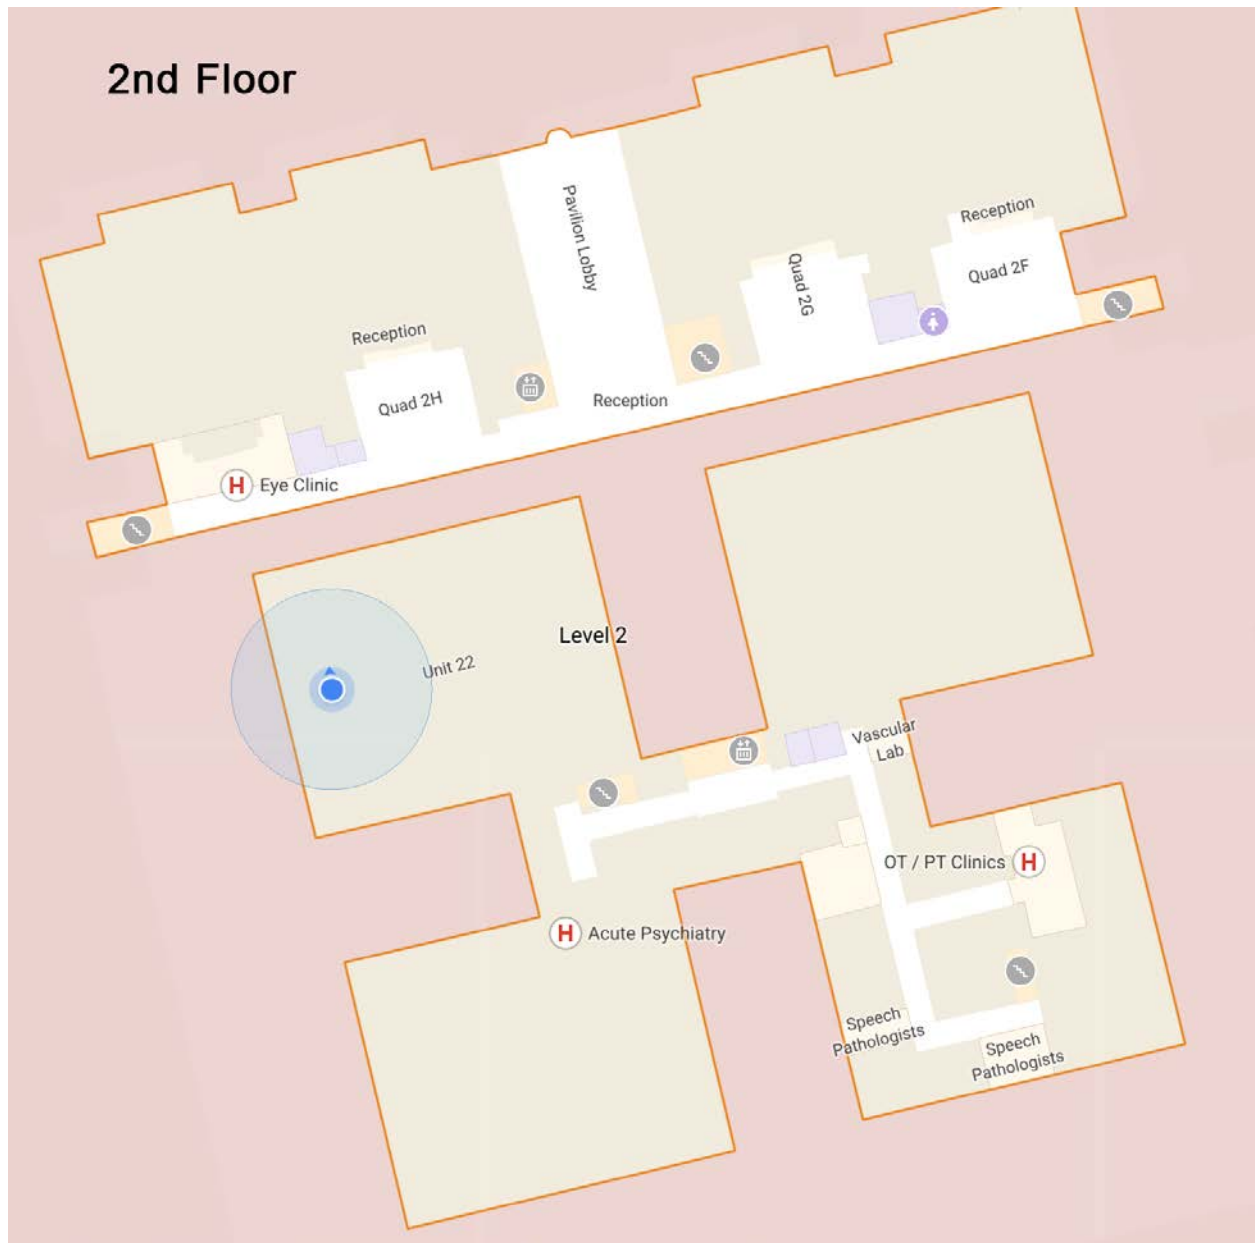 2nd Floor
Pavilion Lobby
Reception
Quad 2F
Quad 2G
Reception
Quad 2H
Reception
H Eye Clinic
Level 2
Unit 22
Vascular
Lab
OT / PT Clinics H
H Acute Psychiatry
Speech
Pathologists
Speech
Pathologists